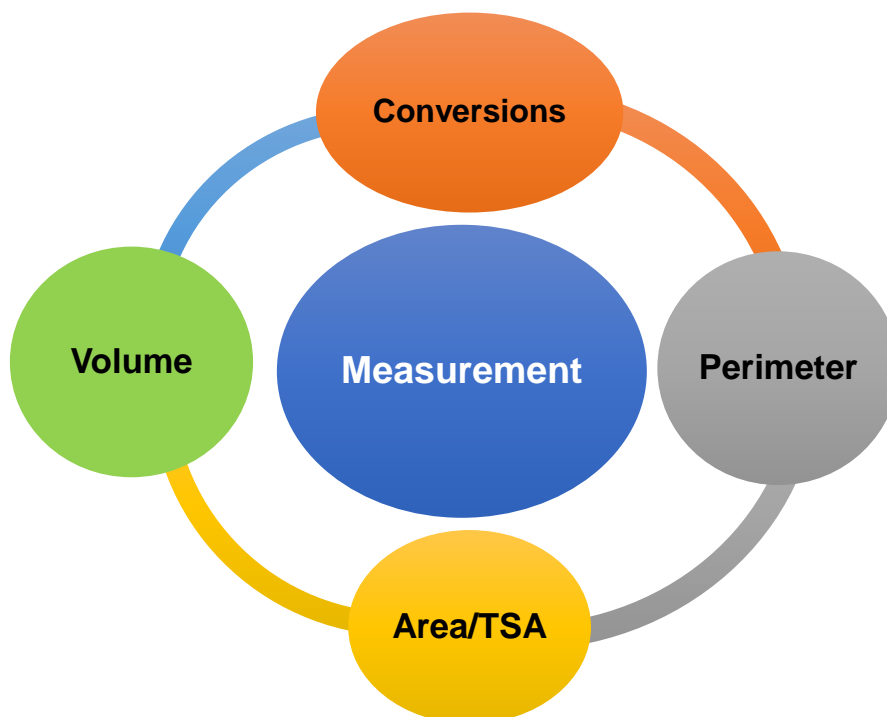 Conversions
Volume
Measurement
Perimeter
Area/TSA